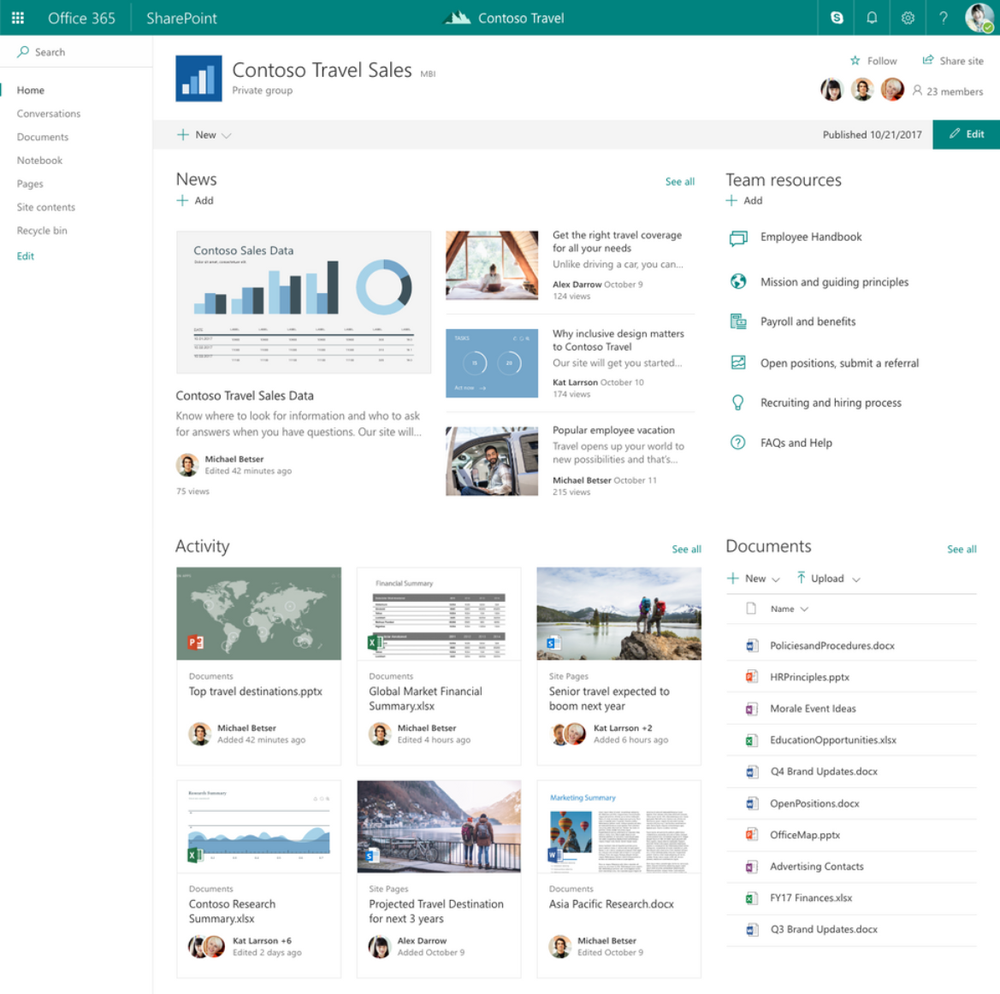 Office 365
SharePoint
Contoso Travel
Search
Home
Conversations
Documents
Notebook
Pages
Site contents
Recycle bin
Edit
Contoso Travel Sales MBI
Private group
Follow
Share site
23 members
New
Published 10/21/2017
Edit
News
See all
Add
Contoso Sales Data
Contoso Travel Sales Data
Know where to look for information and who to ask
for answers when you have questions. Our site will...
Michael Betser
Edited 42 minutes ago
75 views
Get the right travel coverage
for all your needs
Unlike driving a car, you can...
Alex Darrow October 9
124 views
TASKS
15
20
Act now
Why inclusive design matters
to Contoso Travel
Our site will get you started...
Kat Larrson October 10
174 views
Popular employee vacation
Travel opens up your world to
new possibilities and that's...
Michael Betser October 11
215 views
Team resources
Add
Employee Handbook
Mission and guiding principles
Payroll and benefits
Open positions, submit a referral
Recruiting and hiring process
FAQs and Help
Activity
See all
Documents
Top travel destinations.pptx
Michael Betser
Added 42 minutes ago
Financial Summary
Documents
Global Market Financial
Summary.xlsx
Michael Betser
Edited 4 hours ago
Site Pages
Senior travel expected to
boom next year
Kat Larrson +2
Added 6 hours ago
Research Summary
Documents
Contoso Research
Summary.xlsx
Kat Larrson +6
Edited 2 days ago
Site Pages
Projected Travel Destination
for next 3 years
Alex Darrow
Added October 9
Marketing Summary
Documents
Asia Pacific Research.docx
Michael Betser
Edited October 9
Documents
See all
New
Upload
Name
PoliciesandProcedures.docx
HRPrinciples.pptx
Morale Event Ideas
EducationOpportunities.xlsx
Q4 Brand Updates.docx
OpenPositions.docx
OfficeMap.pptx
Advertising Contacts
FY17 Finances.xlsx
Q3 Brand Updates.docx